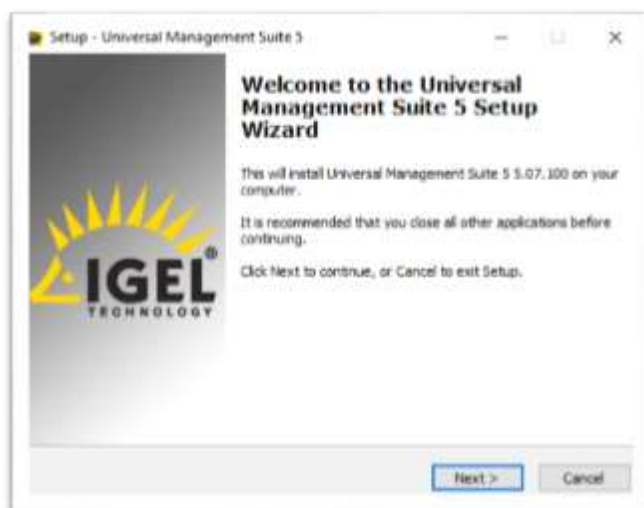 Setup - Universal Management Suite 5
Welcome to the Universal
Management Suite 5 Setup
Wizard
This will install Universal Management Suite 5 5.07.100 on your
computer.
It is recommended that you close all other applications before
continuing.
Click Next to continue, or Cancel to exit Setup.
IGEL®
TECHNOLOGY
Next >
Cancel